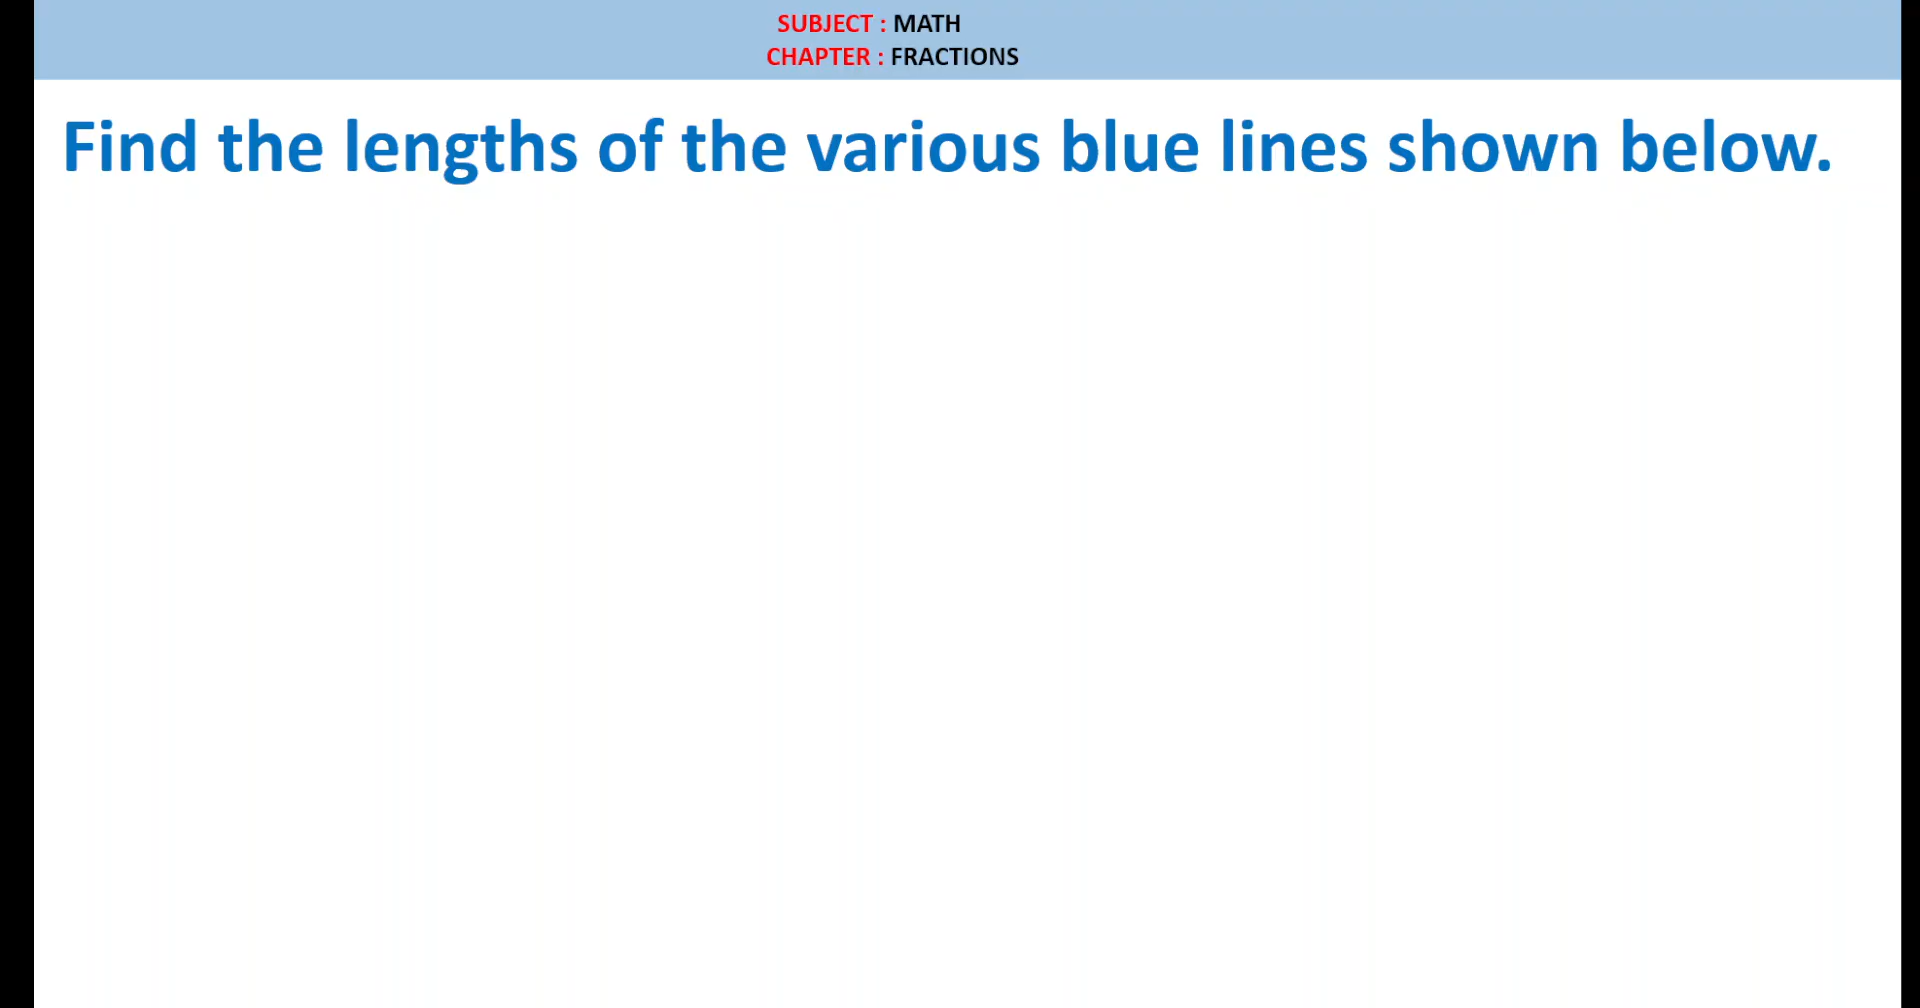 SUBJECT : MATH
CHAPTER : FRACTIONS
Find the lengths of the various blue lines shown below.